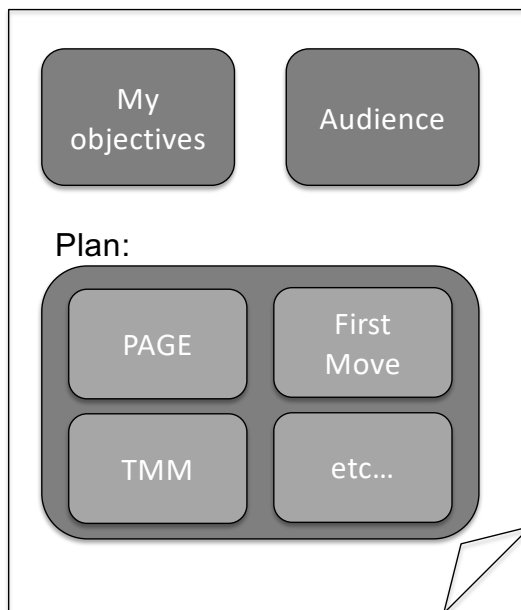 My
objectives
Audience
Plan:
PAGE
First
Move
TMM
etc…